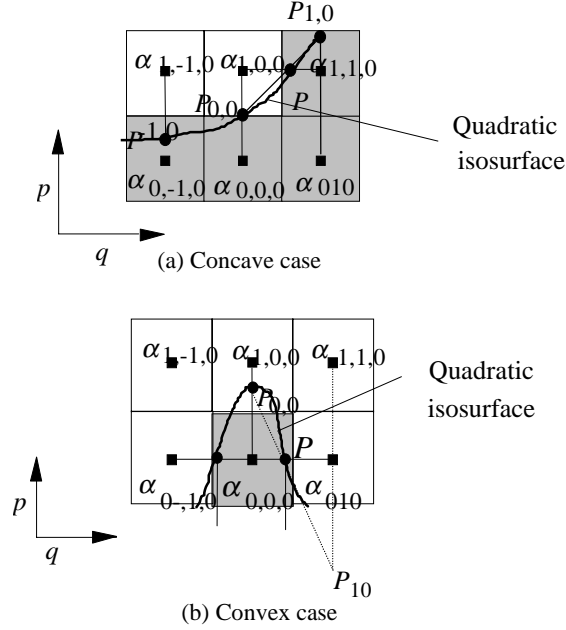 P1,0
α1,-1,0 α1,0,0 α1,1,0
P0,0 P
P-1,0
Quadratic
isosurface
α0,-1,0 α0,0,0 α010
p
q
(a) Concave case
α1,-1,0 α1,0,0 α1,1,0
P0,0
Quadratic
isosurface
P
α0-,1,0 α0,0,0 α010
p
q
P10
(b) Convex case